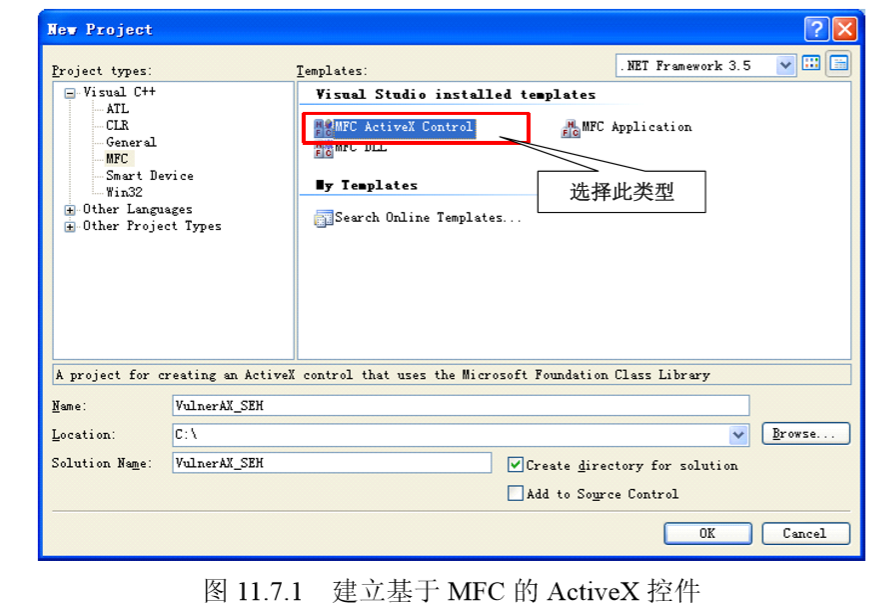 New Project
Project types:
Templates:
.NET Framework 3.5
Visual C++
ATL
CLR
General
MFC
Smart Device
Win32
Other Languages
Other Project Types
Visual Studio installed templates
MFC ActiveX Control
MFC Application
MFC DLL
My Templates
Search Online Templates...
选择此类型
A project for creating an ActiveX control that uses the Microsoft Foundation Class Library
Name:
VulnerAX_SEH
Location:
C:\
Browse...
Solution Name:
VulnerAX_SEH
Create directory for solution
Add to Source Control
OK
Cancel
图 11.7.1 建立基于 MFC 的 ActiveX 控件